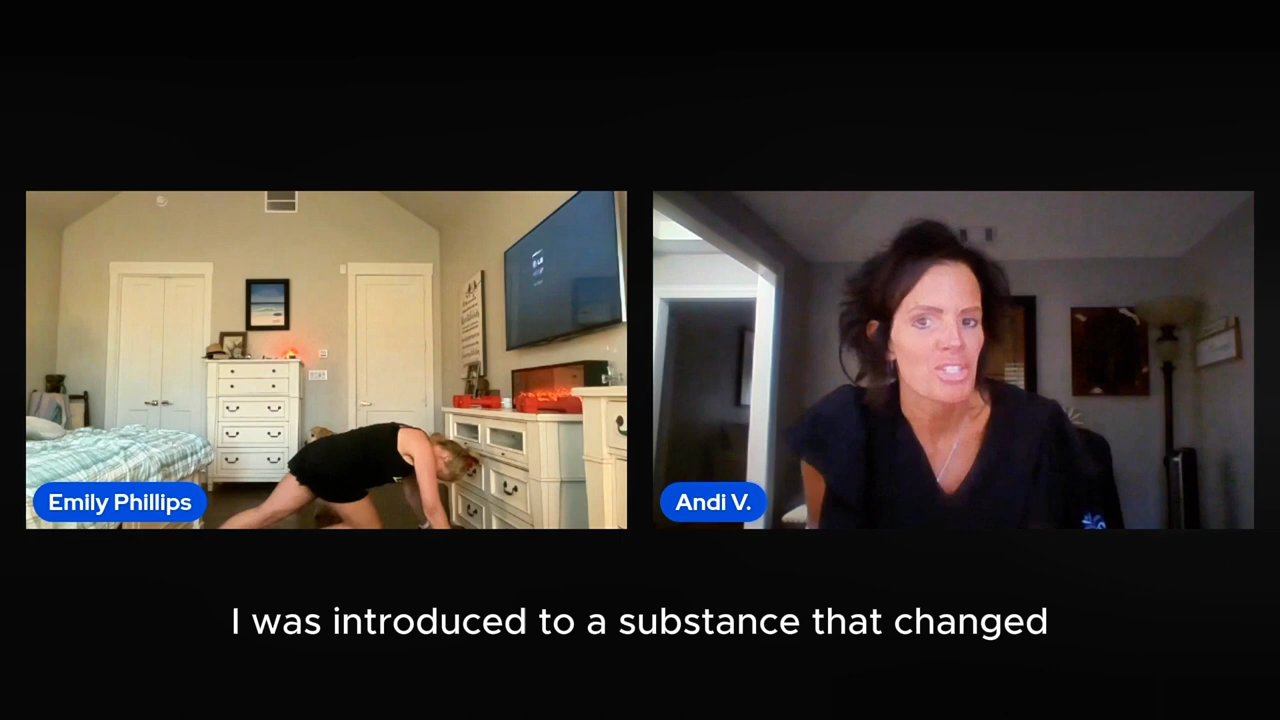 Emily Phillips
Andi V.
I was introduced to a substance that changed